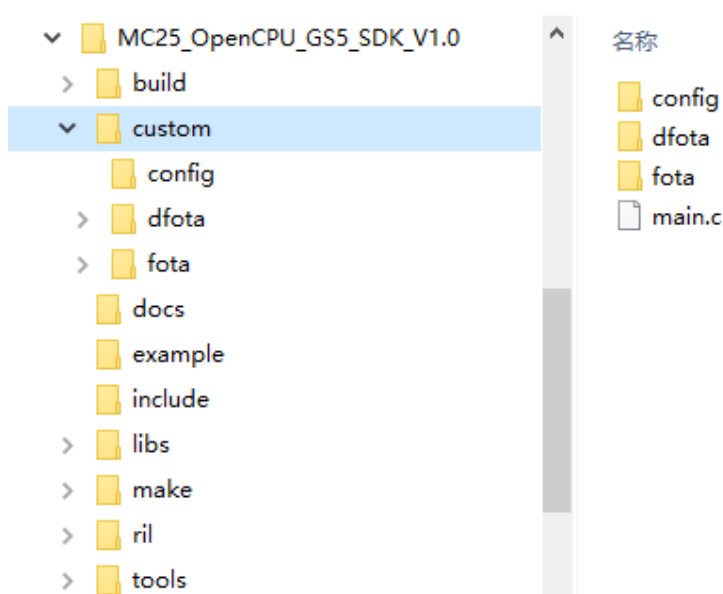 MC25_OpenCPU_GS5_SDK_V1.0
build
custom
config
dfota
fota
docs
example
include
libs
make
ril
tools
名称
config
dfota
fota
main.c